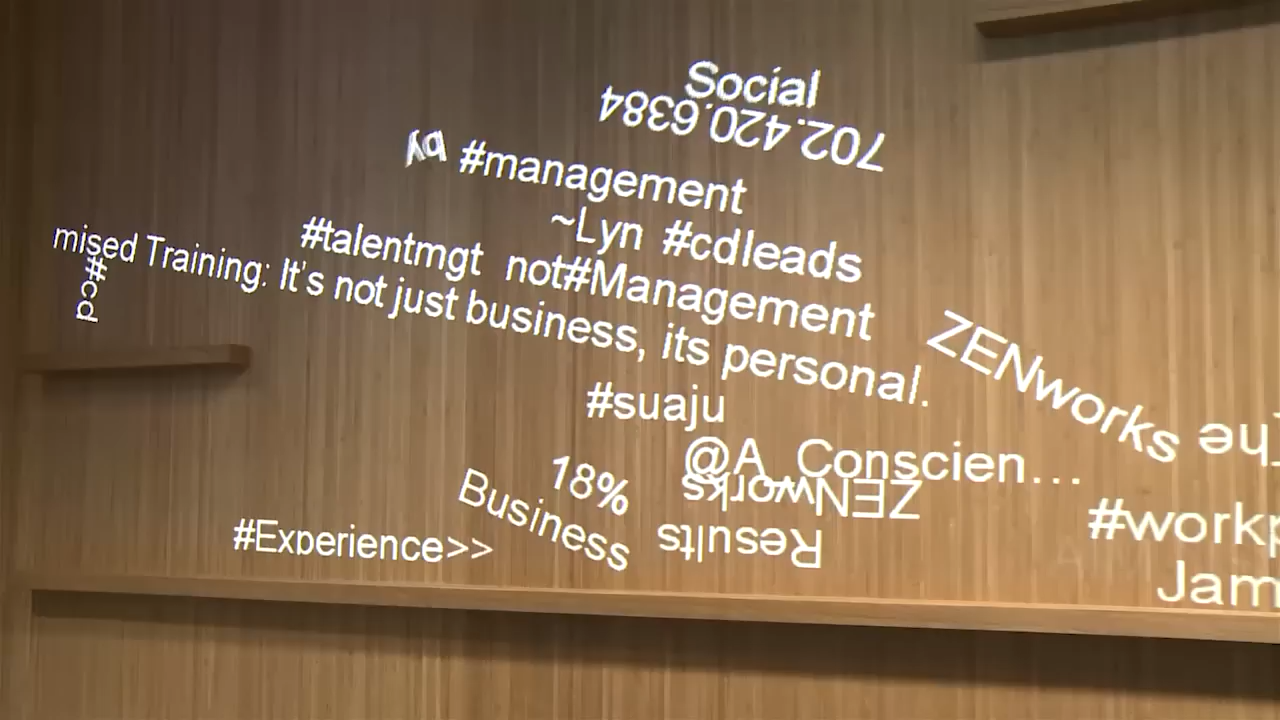 Social
702.420.6384
by #management
~Lyn #cdleads
#talentmgt not#Management
mised Training: It's not just business, its personal.
#cd
ZENworks
#suaju
The
@A_Conscien…
ZENworks
18%
Business
Results
#Experience>>
#workp
Jam